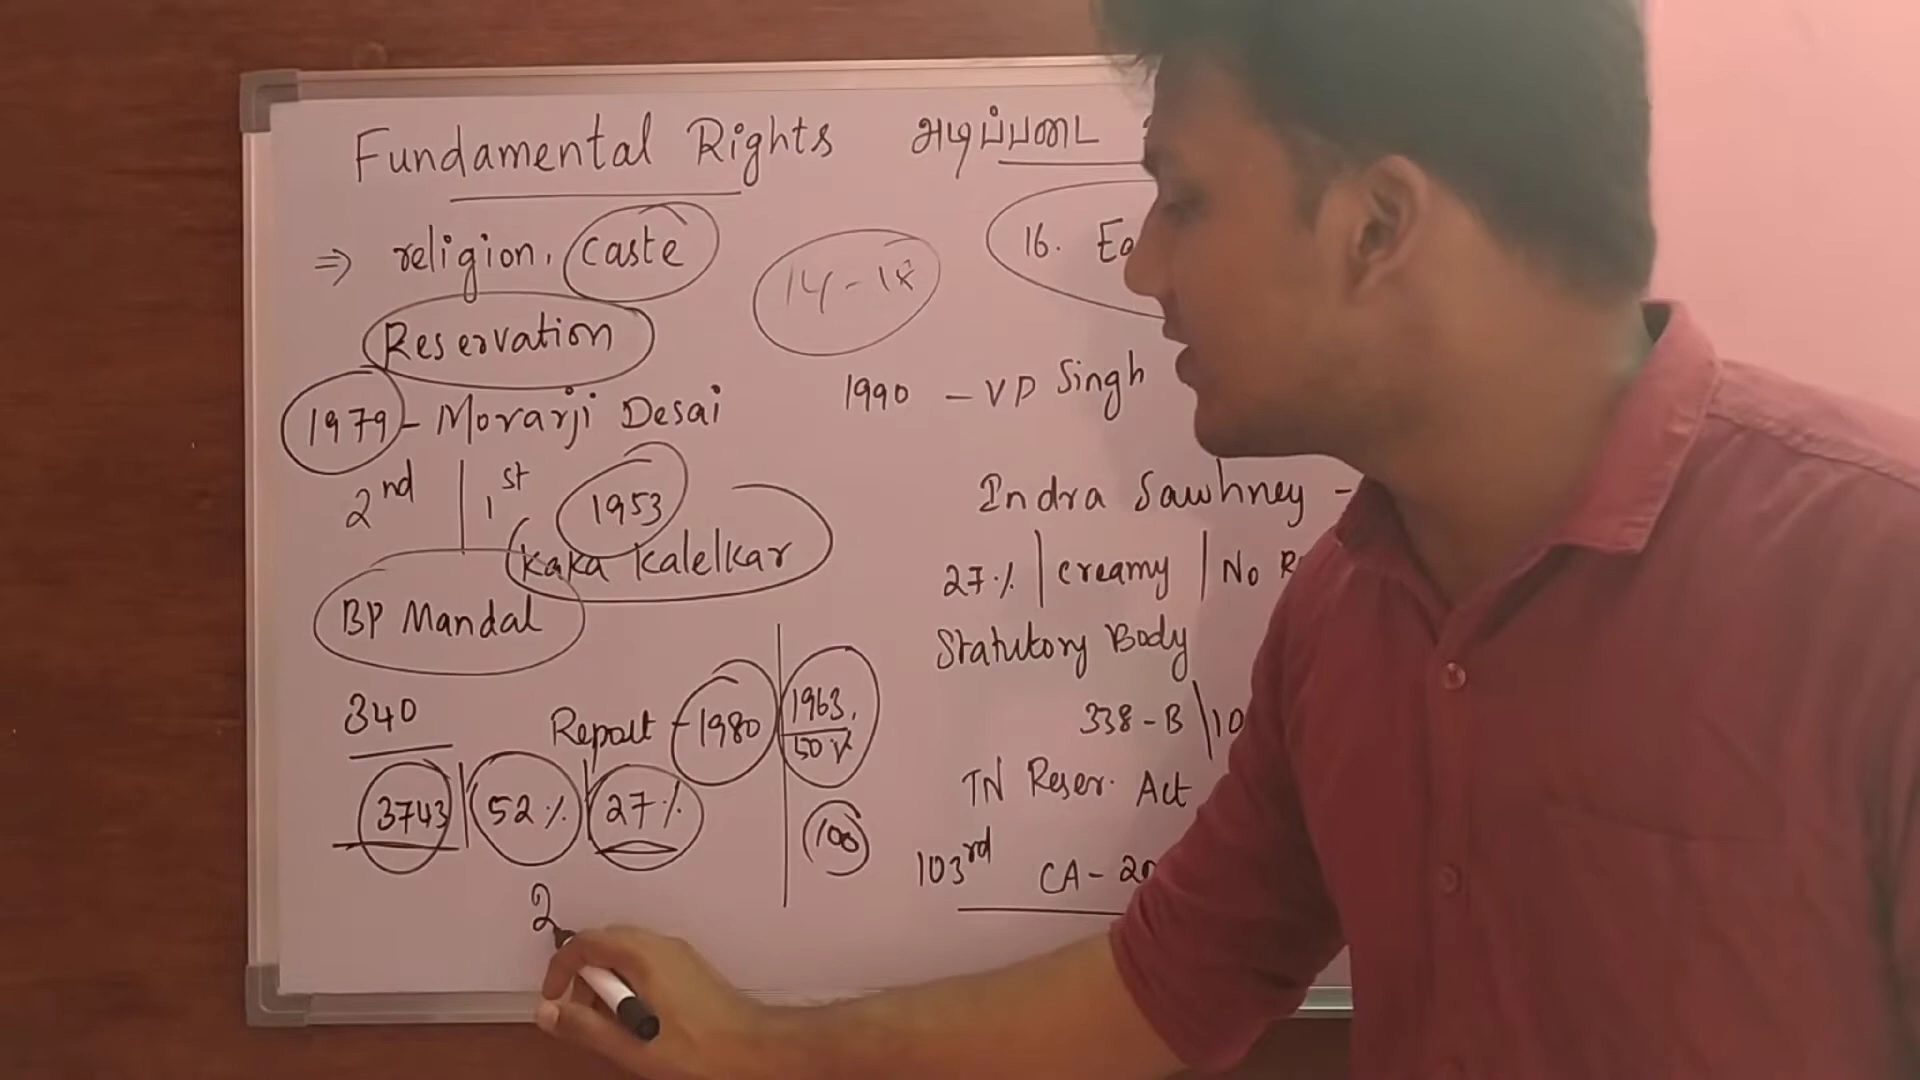 Fundamental Rights அடிப்படை
⇒ religion, caste
14-18
16.
Reservation
1979 - Morarji Desai
1990 - VP Singh
2nd | 1st 1953
Kaka Kalelkar
Indra Sawhney -
BP Mandal
27% | Creamy | No
Statutory Body
340
Report - 1980
1963.
50%
338-B | 10
3743 | 52% | 27%
100
TN Reser. Act
103rd CA - 20
2